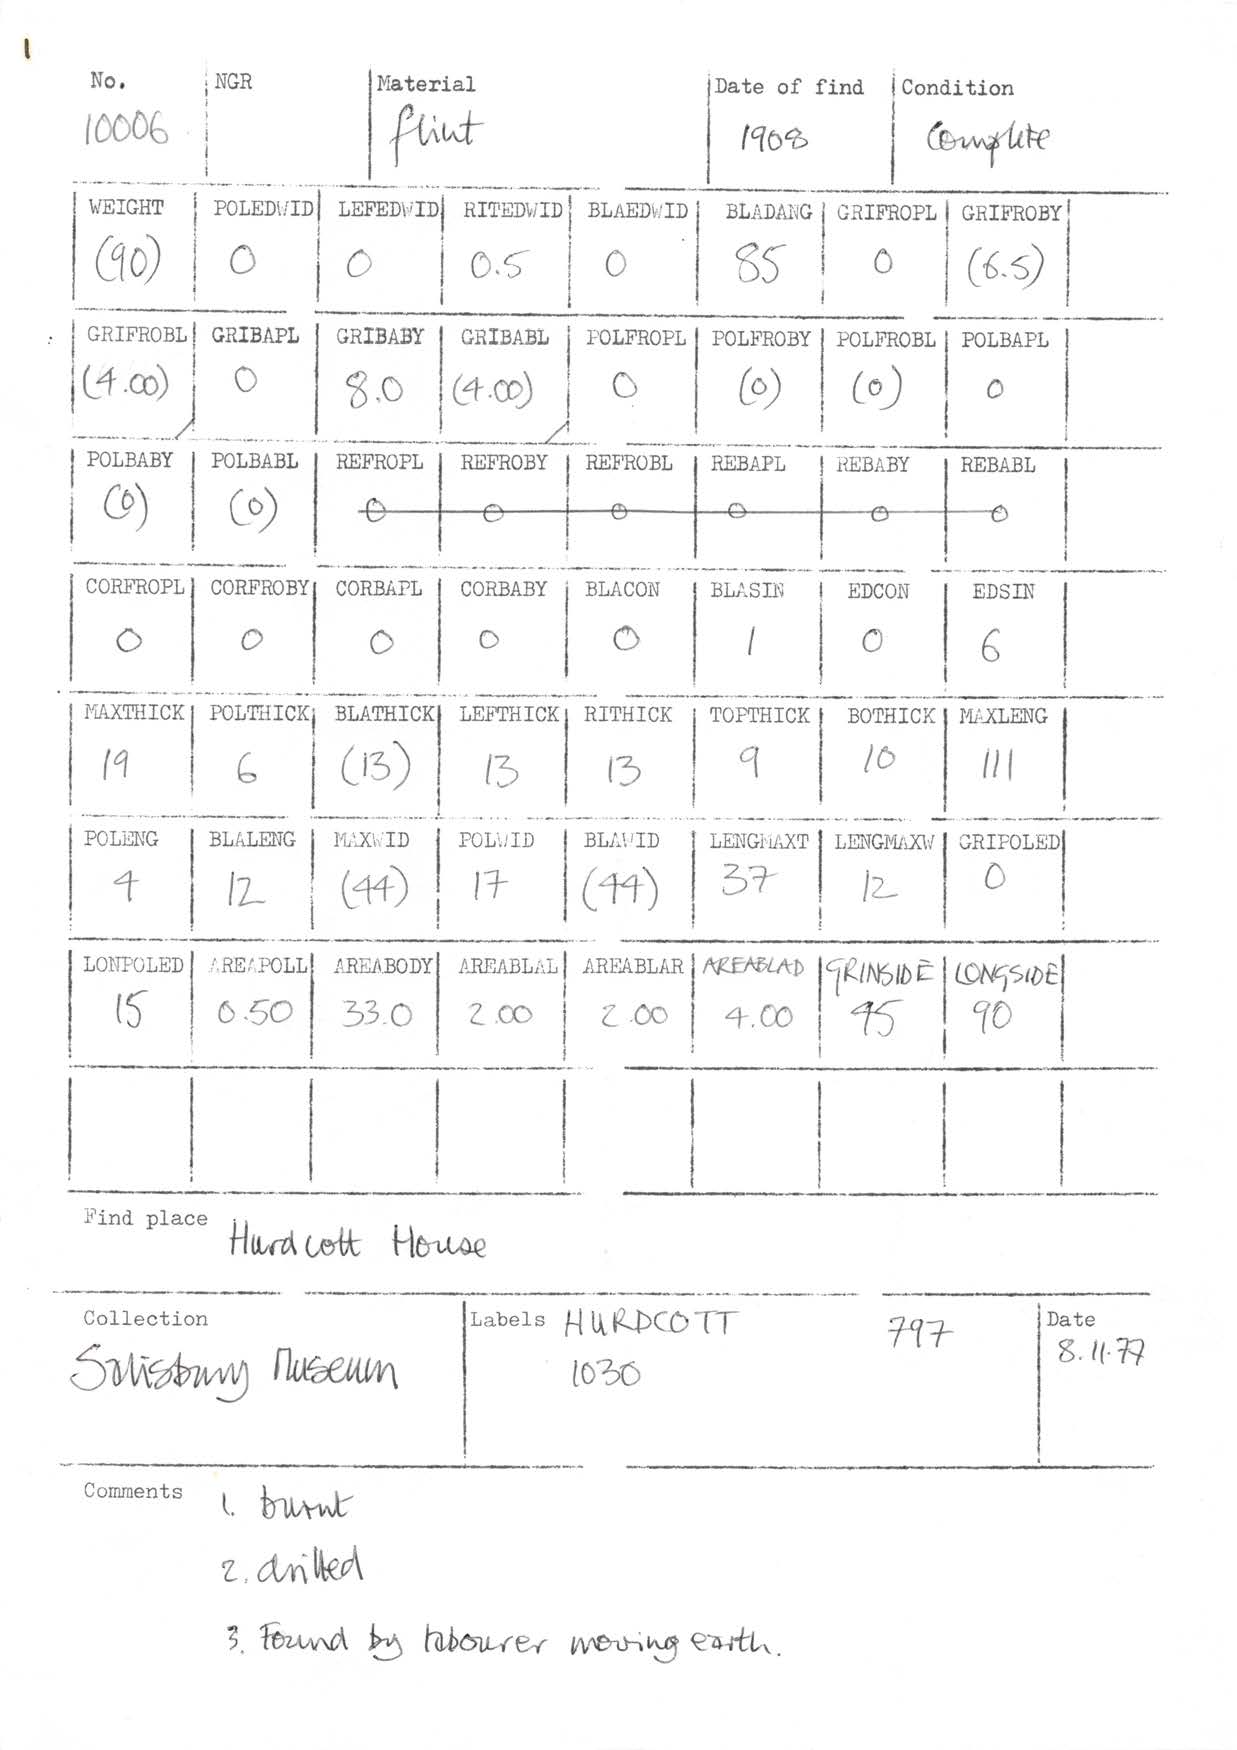 1
No. NGR Material Date of find Condition
10006 flint 1908 Complete
WEIGHT POLEDWID LEFEDWID RITEDWID BLAEDWID BLADANG GRIFROPL GRIFROBY
(90) 0 0 0.5 0 85 0 (6.5)
GRIFROBL GRIBAPL GRIBABY GRIBABL POLFROPL POLFROBY POLFROBL POLBAPL
(4.00) 0 8.0 (4.00) 0 (0) (0) 0
POLBABY POLBABL REFROPL REFROBY REFROBL REBAPL REBABY REBABL
(0) (0) 0 0 0 0 0 0
CORFROPL CORFROBY CORBAPL CORBABY BLACON BLASIN EDCON EDSIN
0 0 0 0 0 1 0 6
MAXTHICK POLTHICK BLATHICK LEFTHICK RITHICK TOPTHICK BOTHICK MAXLENG
19 6 (13) 13 13 9 10 111
POLENG BLALENG MAXWID POLWID BLAWID LENGMAXT LENGMAXW GRIPOLED
4 12 (44) 17 (44) 37 12 0
LONPOLED AREAPOLL AREABODY AREABLAL AREABLAR AREABLAD GRINSIDE LONGSIDE
15 0.50 33.0 2.00 2.00 4.00 45 90
Find place Hurdcott House
Collection Labels HURDCOTT 797 Date
Salisbury Museum 1030 8.11.77
Comments 1. burnt
2. drilled
3. Found by labourer moving earth.